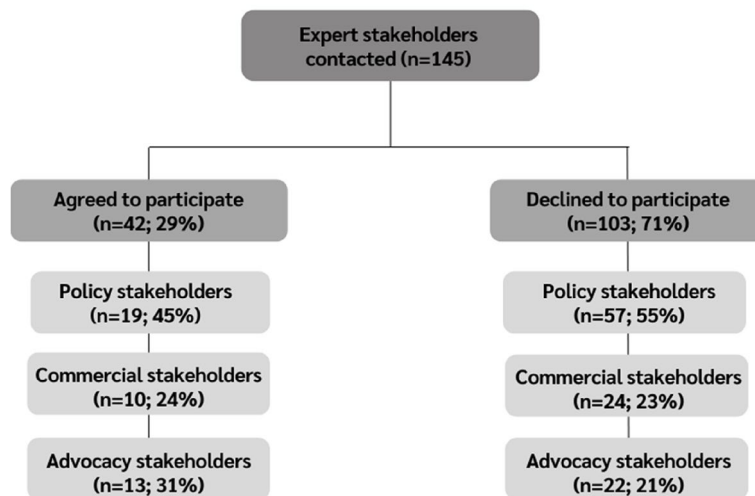 Expert stakeholders
contacted (n=145)
Agreed to participate
(n=42; 29%)
Declined to participate
(n=103; 71%)
Policy stakeholders
(n=19; 45%)
Policy stakeholders
(n=57; 55%)
Commercial stakeholders
(n=10; 24%)
Commercial stakeholders
(n=24; 23%)
Advocacy stakeholders
(n=13; 31%)
Advocacy stakeholders
(n=22; 21%)